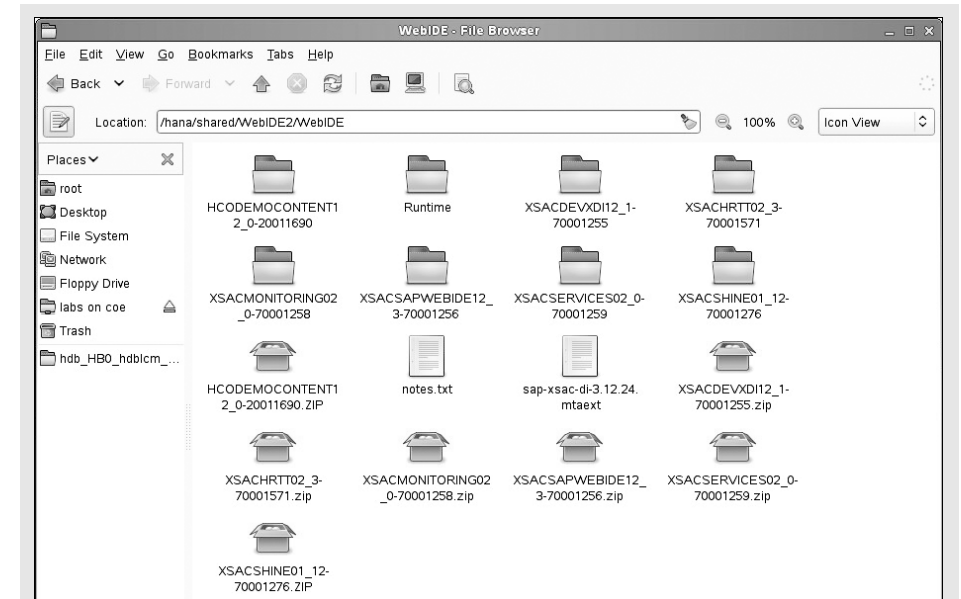 WebIDE - File Browser
File Edit View Go Bookmarks Tabs Help
Back Forward
Location: /hana/shared/WebIDE2/WebIDE 100% Icon View
Places
root
Desktop
File System
Network
Floppy Drive
labs on coe
Trash
hdb_HB0_hdblcm_...
HCODEMOCONTENT1
2_0-20011690
Runtime
XSACDEVXDI12_1-
70001255
XSACHRTT02_3-
70001571
XSACMONITORING02
_0-70001258
XSACSAPWEBIDE12_
3-70001256
XSACSERVICES02_0-
70001259
XSACSHINE01_12-
70001276
HCODEMOCONTENT1
2_0-20011690.ZIP
notes.txt
sap-xsac-di-3.12.24.
mtaext
XSACDEVXDI12_1-
70001255.zip
XSACHRTT02_3-
70001571.zip
XSACMONITORING02
_0-70001258.zip
XSACSAPWEBIDE12_
3-70001256.zip
XSACSERVICES02_0-
70001259.zip
XSACSHINE01_12-
70001276.ZIP